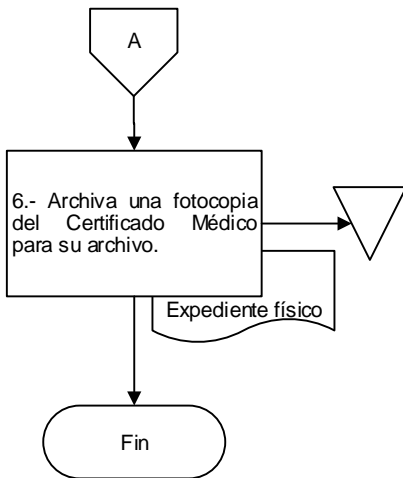 A
6.- Archiva una fotocopia
del Certificado Médico
para su archivo.
Expediente físico
Fin